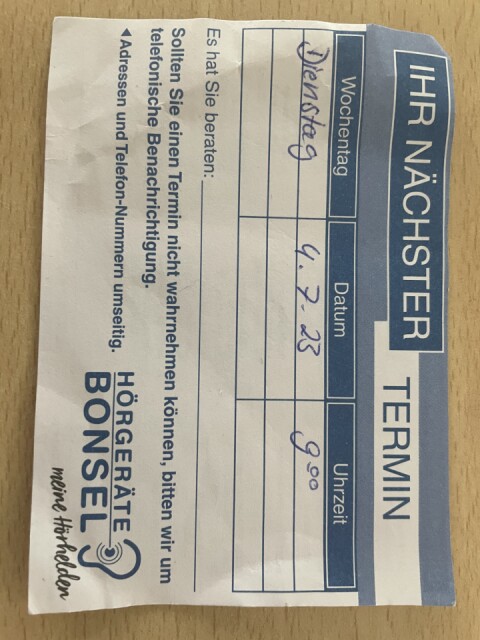 IHR NÄCHSTER TERMIN
Wochentag Datum Uhrzeit
Dienstag 4.7.23 9 00
Es hat Sie beraten:
Sollten Sie einen Termin nicht wahrnehmen können, bitten wir um
telefonische Benachrichtigung.
◀Adressen und Telefon-Nummern umseitig.
HÖRGERÄTE
BONSEL
meine Hörhelden